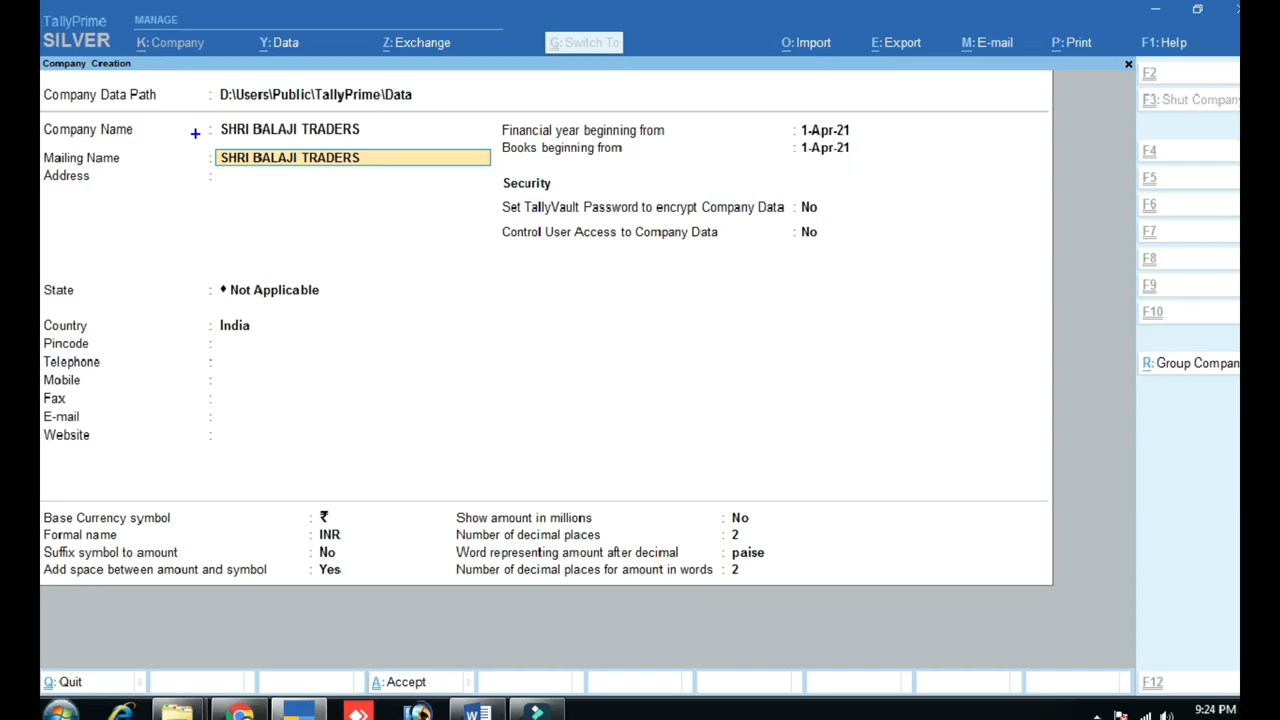 TallyPrime
MANAGE
SILVER
K: Company
Y: Data
Z: Exchange
G: Switch To
O: Import
E: Export
M: E-mail
P: Print
F1: Help
Company Creation
x
F2
Company Data Path : D:\Users\Public\TallyPrime\Data
F3: Shut Company
Company Name : SHRI BALAJI TRADERS
Financial year beginning from : 1-Apr-21
Mailing Name : SHRI BALAJI TRADERS
Books beginning from : 1-Apr-21
F4
Address :
F5
Security
Set TallyVault Password to encrypt Company Data : No
F6
Control User Access to Company Data : No
F7
F8
State : ♦ Not Applicable
F9
F10
Country : India
Pincode :
Telephone :
R: Group Compan
Mobile :
Fax :
E-mail :
Website :
Base Currency symbol : ₹
Show amount in millions : No
Formal name : INR
Number of decimal places : 2
Suffix symbol to amount : No
Word representing amount after decimal : paise
Add space between amount and symbol : Yes
Number of decimal places for amount in words : 2
Q: Quit
A: Accept
F12
9:24 PM